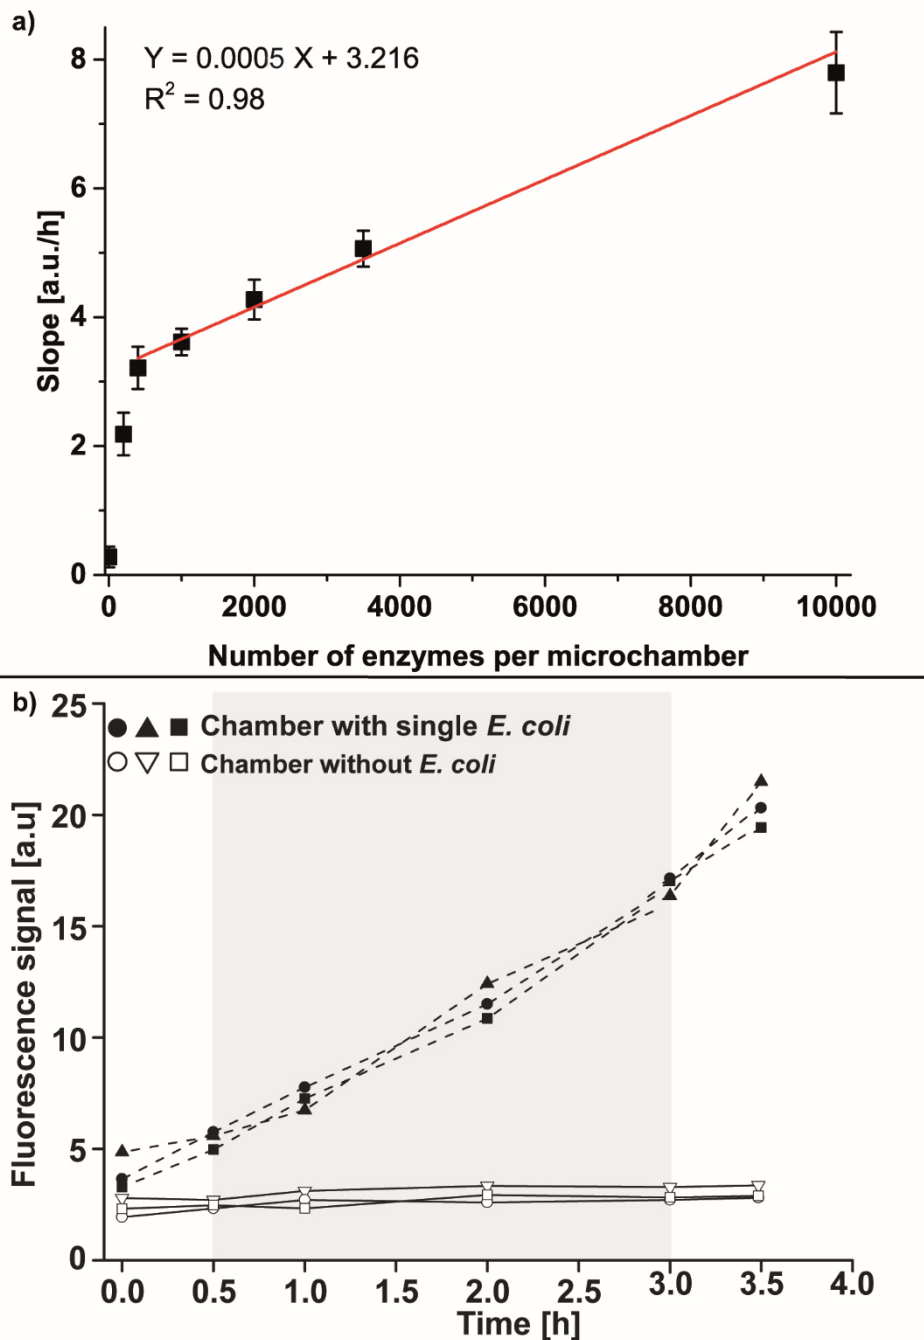 a)
Y = 0.0005 X + 3.216
R² = 0.98
8
6
4
2
0
Slope [a.u./h]
0 2000 4000 6000 8000 10000
Number of enzymes per microchamber
b)
Chamber with single E. coli
Chamber without E. coli
25
20
15
10
5
0
Fluorescence signal [a.u]
0.0 0.5 1.0 1.5 2.0 2.5 3.0 3.5 4.0
Time [h]